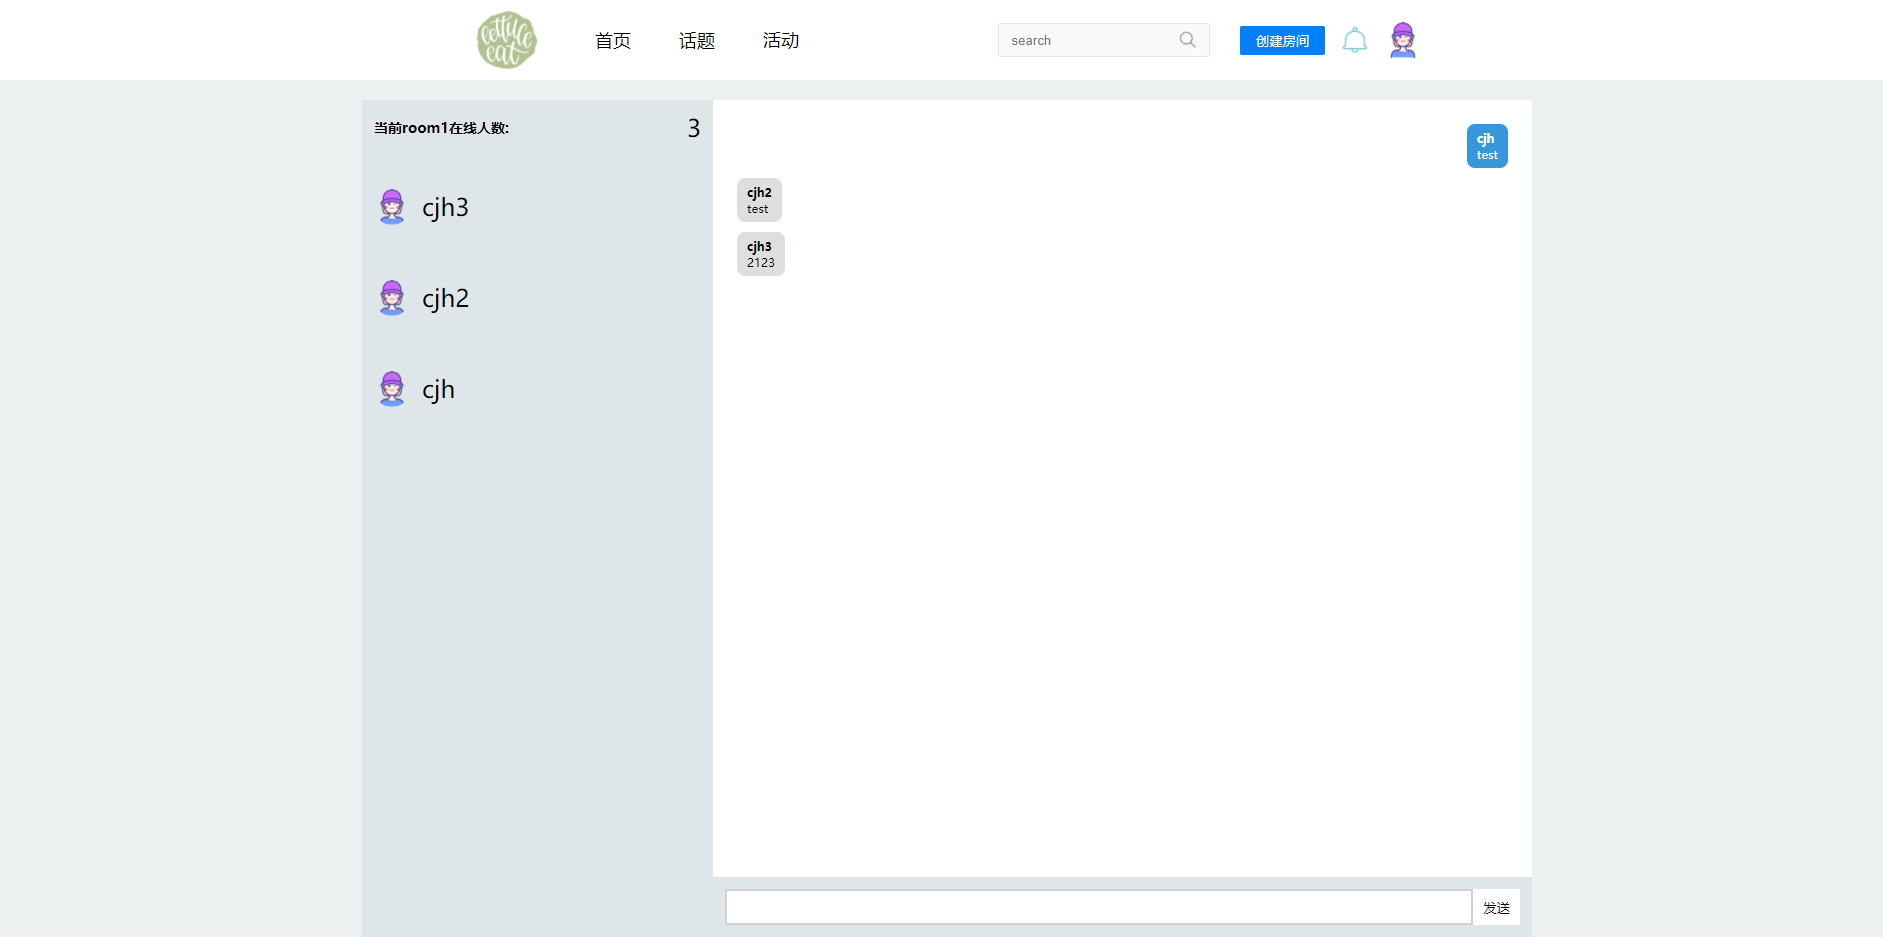 Lettuce eat
首页 话题 活动 search 创建房间
当前room1在线人数: 3
cjh3
cjh2
cjh
cjh
test
cjh2
test
cjh3
2123
发送